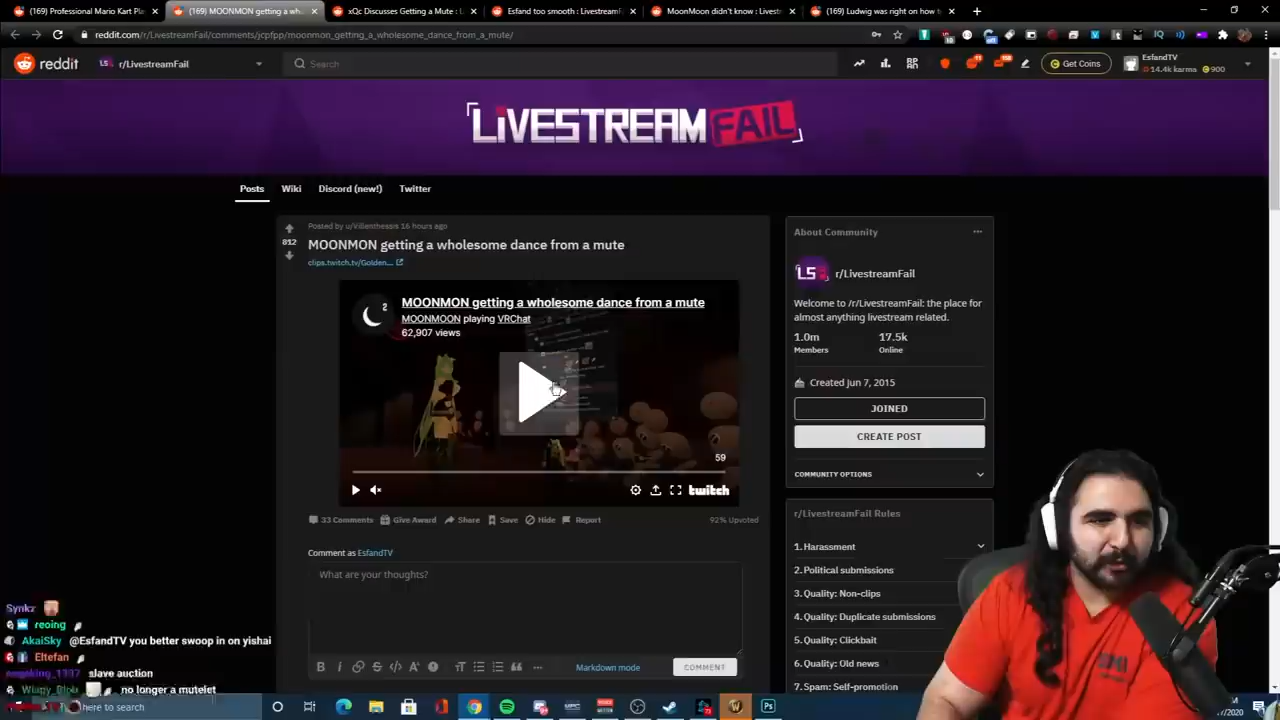 (169) Professional Mario Kart Pla
(169) MOONMON getting a wh
xQc Discusses Getting a Mute : L
Esfand too smooth : LivestreamF
MoonMoon didn't know : Livest
(169) Ludwig was right on how t
reddit.com/r/LivestreamFail/comments/jcpfpp/moonmon_getting_a_wholesome_dance_from_a_mute/
reddit
r/LivestreamFail
Search
Get Coins
EsfandTV
14.4k karma
900
LIVESTREAM FAIL
Posts
Wiki
Discord (new!)
Twitter
812
Posted by u/Villenthessis 16 hours ago
MOONMON getting a wholesome dance from a mute
clips.twitch.tv/Golden...
MOONMON getting a wholesome dance from a mute
MOONMOON playing VRChat
62,907 views
59
twitch
33 Comments
Give Award
Share
Save
Hide
Report
92% Upvoted
Comment as EsfandTV
What are your thoughts?
Markdown mode
COMMENT
About Community
r/LivestreamFail
Welcome to /r/LivestreamFail: the place for
almost anything livestream related.
1.0m
Members
17.5k
Online
Created Jun 7, 2015
JOINED
CREATE POST
COMMUNITY OPTIONS
r/LivestreamFail Rules
1. Harassment
2. Political submissions
3. Quality: Non-clips
4. Quality: Duplicate submissions
5. Quality: Clickbait
6. Quality: Old news
7. Spam: Self-promotion
Synkz
reoing
AkaiSky @EsfandTV you better swoop in on yishai
Eltefan
slave auction
no longer a mutelet
here to search